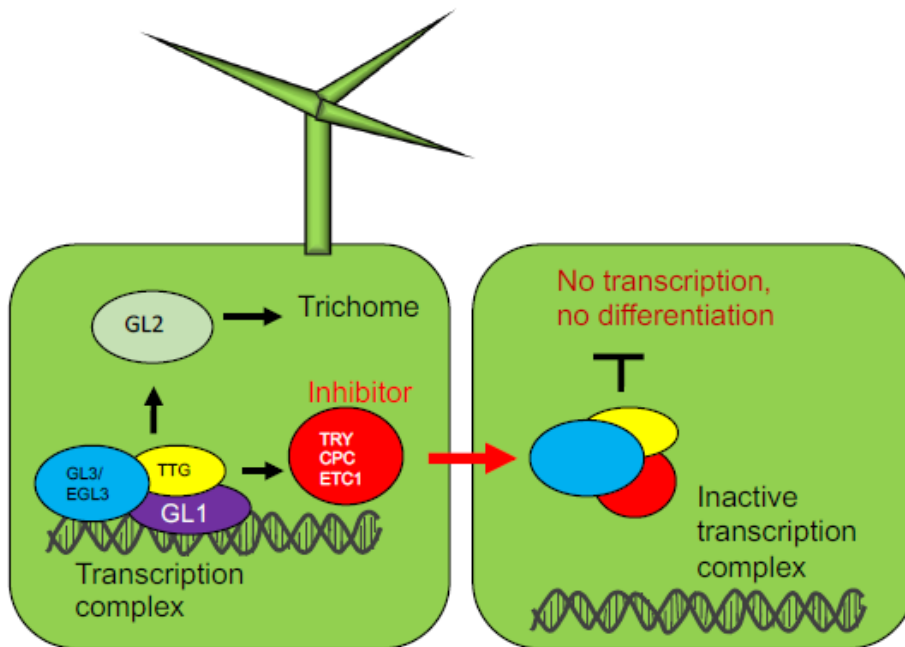 GL2
Trichome
Inhibitor
TRY
CPC
ETC1
GL3/
EGL3
TTG
GL1
Transcription
complex
No transcription,
no differentiation
Inactive
transcription
complex